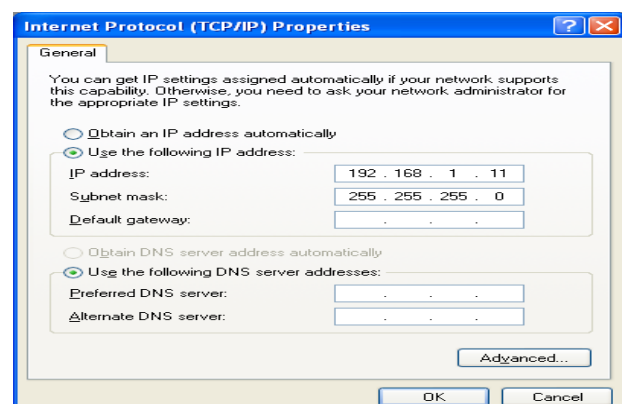 Internet Protocol (TCP/IP) Properties
General
You can get IP settings assigned automatically if your network supports
this capability. Otherwise, you need to ask your network administrator for
the appropriate IP settings.
Obtain an IP address automatically
Use the following IP address:
IP address: 192 . 168 . 1 . 11
Subnet mask: 255 . 255 . 255 . 0
Default gateway: . . .
Obtain DNS server address automatically
Use the following DNS server addresses:
Preferred DNS server: . . .
Alternate DNS server: . . .
Advanced...
OK Cancel